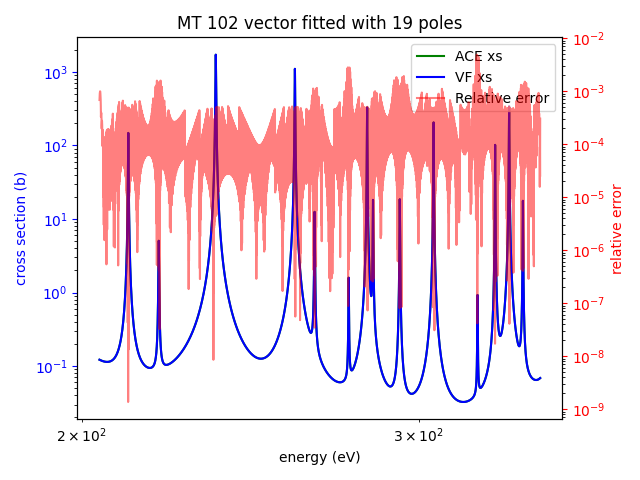 MT 102 vector fitted with 19 poles
ACE xs
VF xs
Relative error
cross section (b)
10³
10²
10¹
10⁰
10⁻¹
10⁻²
10⁻³
10⁻⁴
10⁻⁵
10⁻⁶
10⁻⁷
10⁻⁸
10⁻⁹
relative error
2 × 10² 3 × 10²
energy (eV)